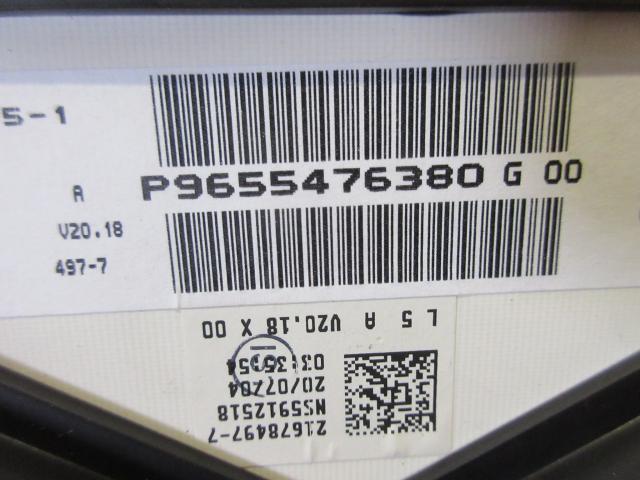 5-1
P9655476380 G 00
A
V20.18
497-7
L 5 A V20.18 X 00
21678497-7
NS5912518
20/07/04
03:35:54